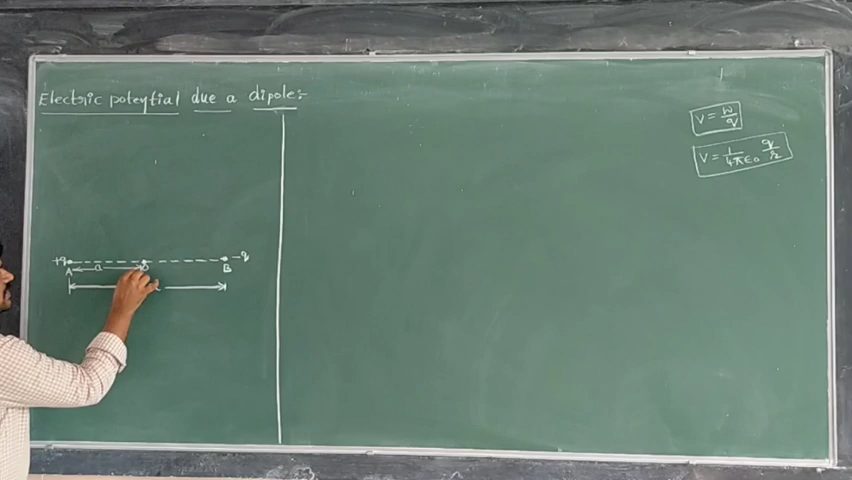 Electric potential due a dipole:-
V = W/q
V = 1/4πε₀ q/r
+q -q
A a O B